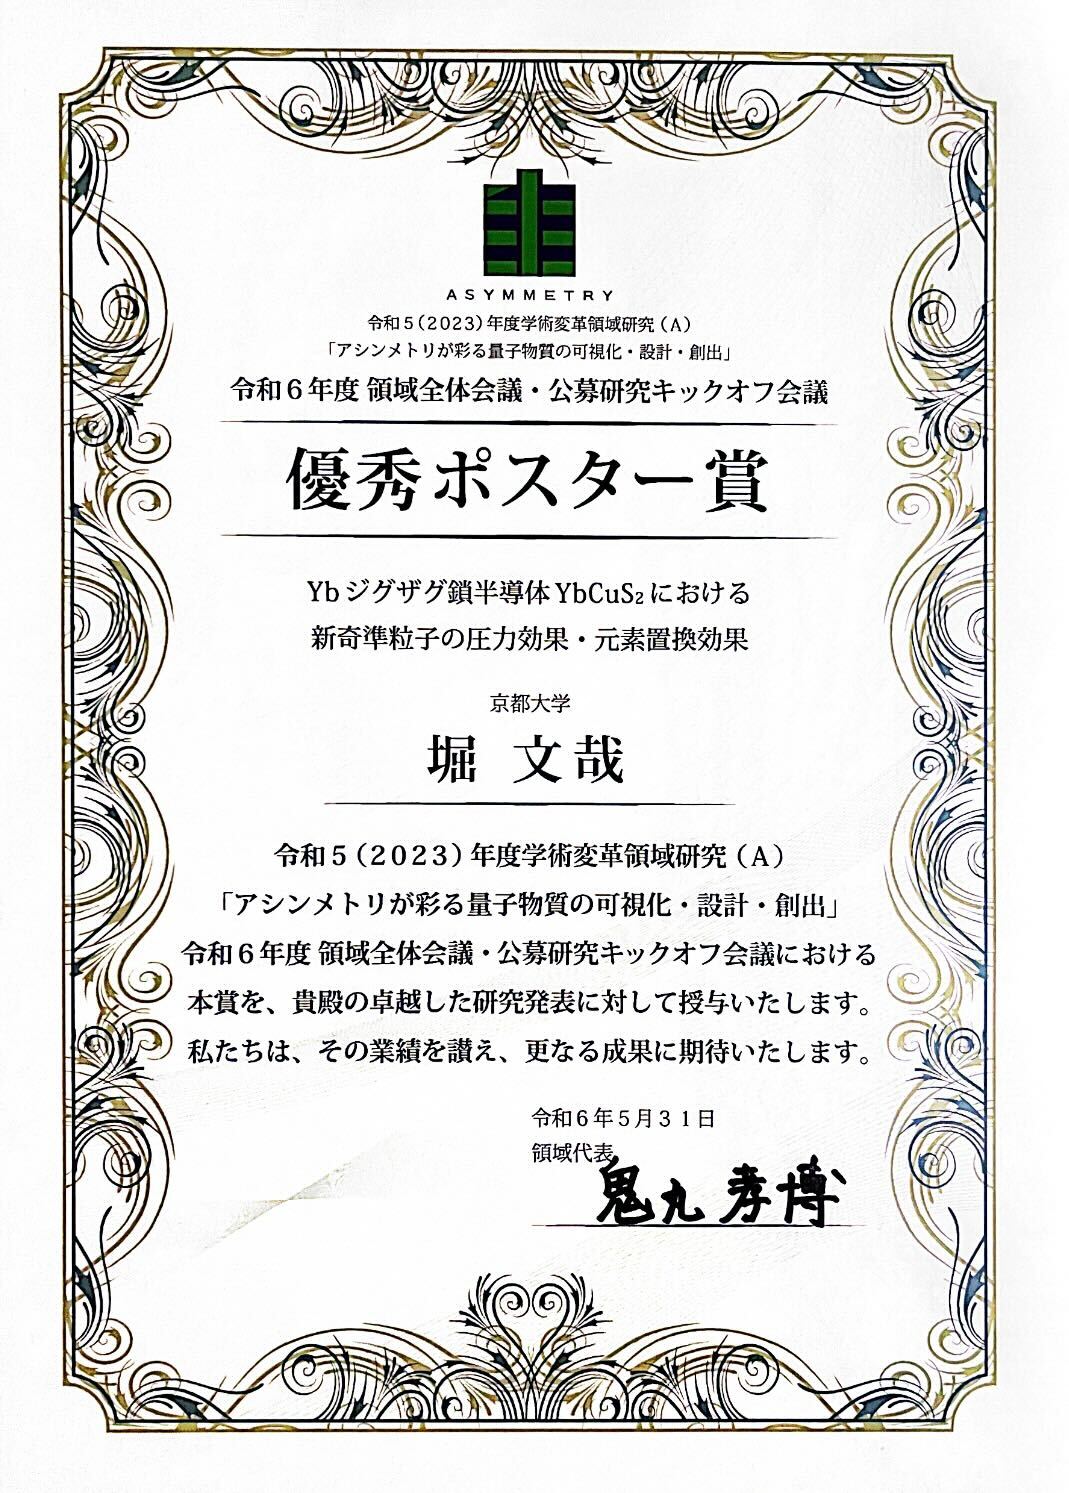 ASYMMETRY
令和5(2023)年度学術変革領域研究(A)
「アシンメトリが彩る量子物質の可視化・設計・創出」
令和6年度 領域全体会議・公募研究キックオフ会議
優秀ポスター賞
Ybジグザグ鎖半導体YbCuS₂における
新奇準粒子の圧力効果・元素置換効果
京都大学
堀 文哉
令和5(2023)年度学術変革領域研究(A)
「アシンメトリが彩る量子物質の可視化・設計・創出」
令和6年度 領域全体会議・公募研究キックオフ会議における
本賞を、貴殿の卓越した研究発表に対して授与いたします。
私たちは、その業績を讃え、更なる成果に期待いたします。
令和6年5月31日
領域代表
鬼丸 孝博